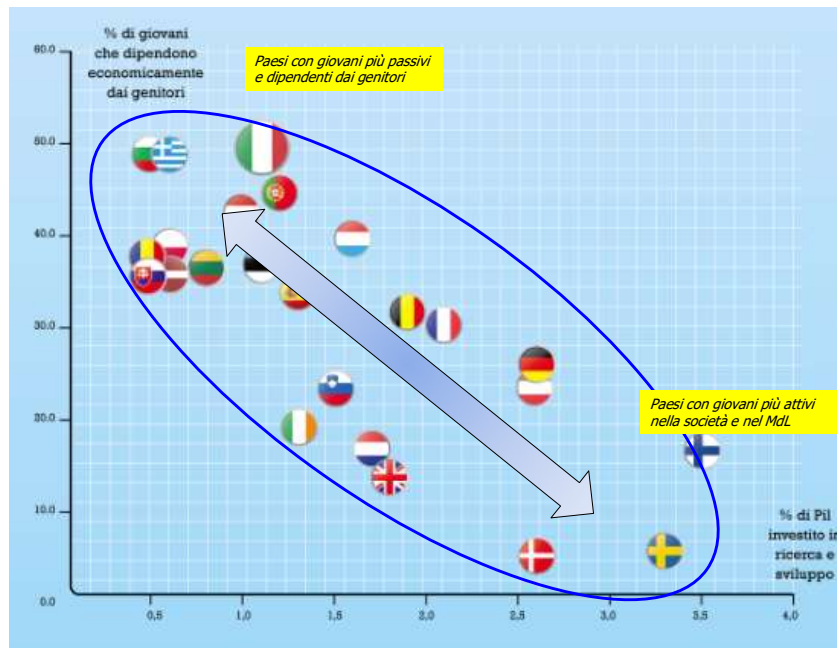 % di giovani
che dipendono
economicamente
dai genitori
Paesi con giovani più passivi
e dipendenti dai genitori
60.0
50.0
40.0
30.0
20.0
10.0
0.0
Paesi con giovani più attivi
nella società e nel MdL
% di Pil
investito in
ricerca e
sviluppo
0,5
1,0
1,5
2,0
2,5
3,0
3,5
4,0